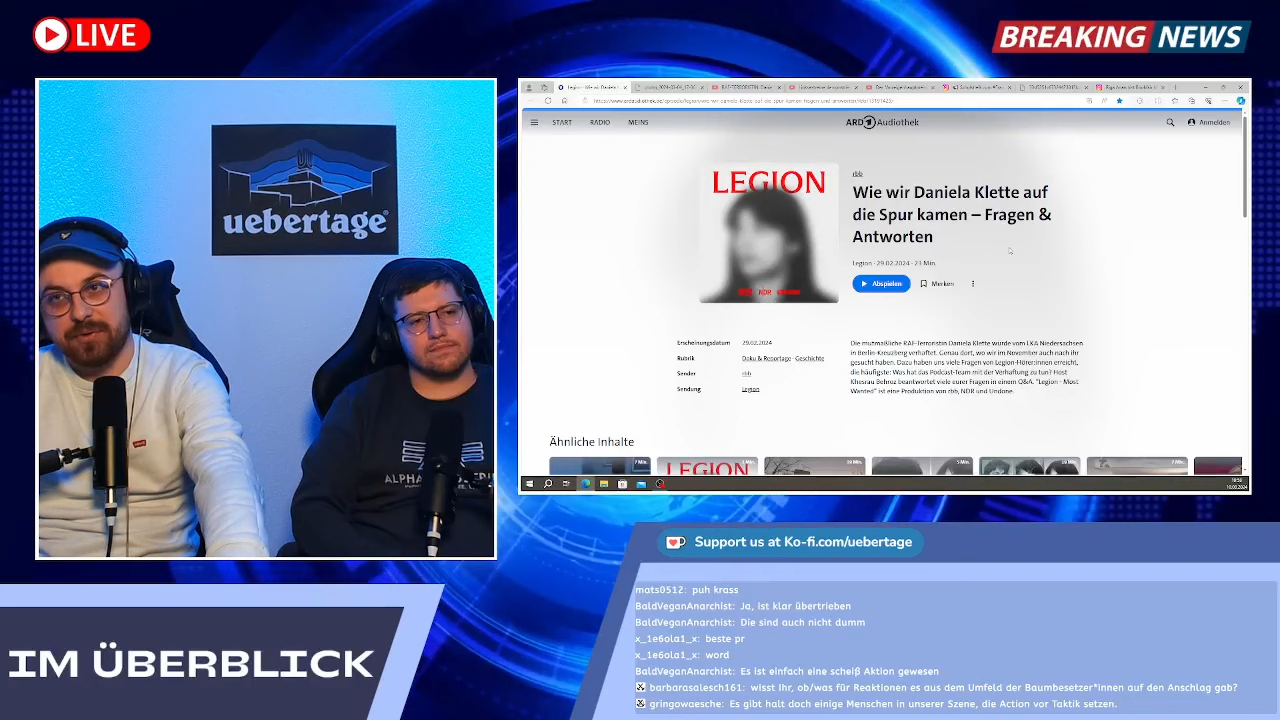 LIVE
BREAKING NEWS
uebertage
START RADIO MEINS
ARD Audiothek
Anmelden
LEGION
rbb
Wie wir Daniela Klette auf
die Spur kamen – Fragen &
Antworten
Legion · 29.02.2024 · 23 Min.
Abspielen Merken
Erscheinungsdatum 29.02.2024
Rubrik Doku & Reportage · Geschichte
Sender rbb
Sendung Legion
Die mutmaßliche RAF-Terroristin Daniela Klette wurde vom LKA Niedersachsen
in Berlin-Kreuzberg verhaftet. Genau dort, wo wir im November auch nach ihr
gesucht haben. Dazu haben uns viele Fragen von Legion-Hörer:innen erreicht,
die häufigste: Was hat das Podcast-Team mit der Verhaftung zu tun? Host
Khesrau Behroz beantwortet viele eurer Fragen in einem Q&A. "Legion - Most
Wanted" ist eine Produktion von rbb, NDR und Undone.
Ähnliche Inhalte
LEGION
Support us at Ko-fi.com/uebertage
mats0512: puh krass
BaldVeganAnarchist: Ja, ist klar übertrieben
BaldVeganAnarchist: Die sind auch nicht dumm
x_1e6ola1_x: beste pr
x_1e6ola1_x: word
BaldVeganAnarchist: Es ist einfach eine scheiß Aktion gewesen
barbarasalesch161: wisst Ihr, ob/was für Reaktionen es aus dem Umfeld der Baumbesetzer*innen auf den Anschlag gab?
gringowaesche: Es gibt halt doch einige Menschen in unserer Szene, die Action vor Taktik setzen.
IM ÜBERBLICK